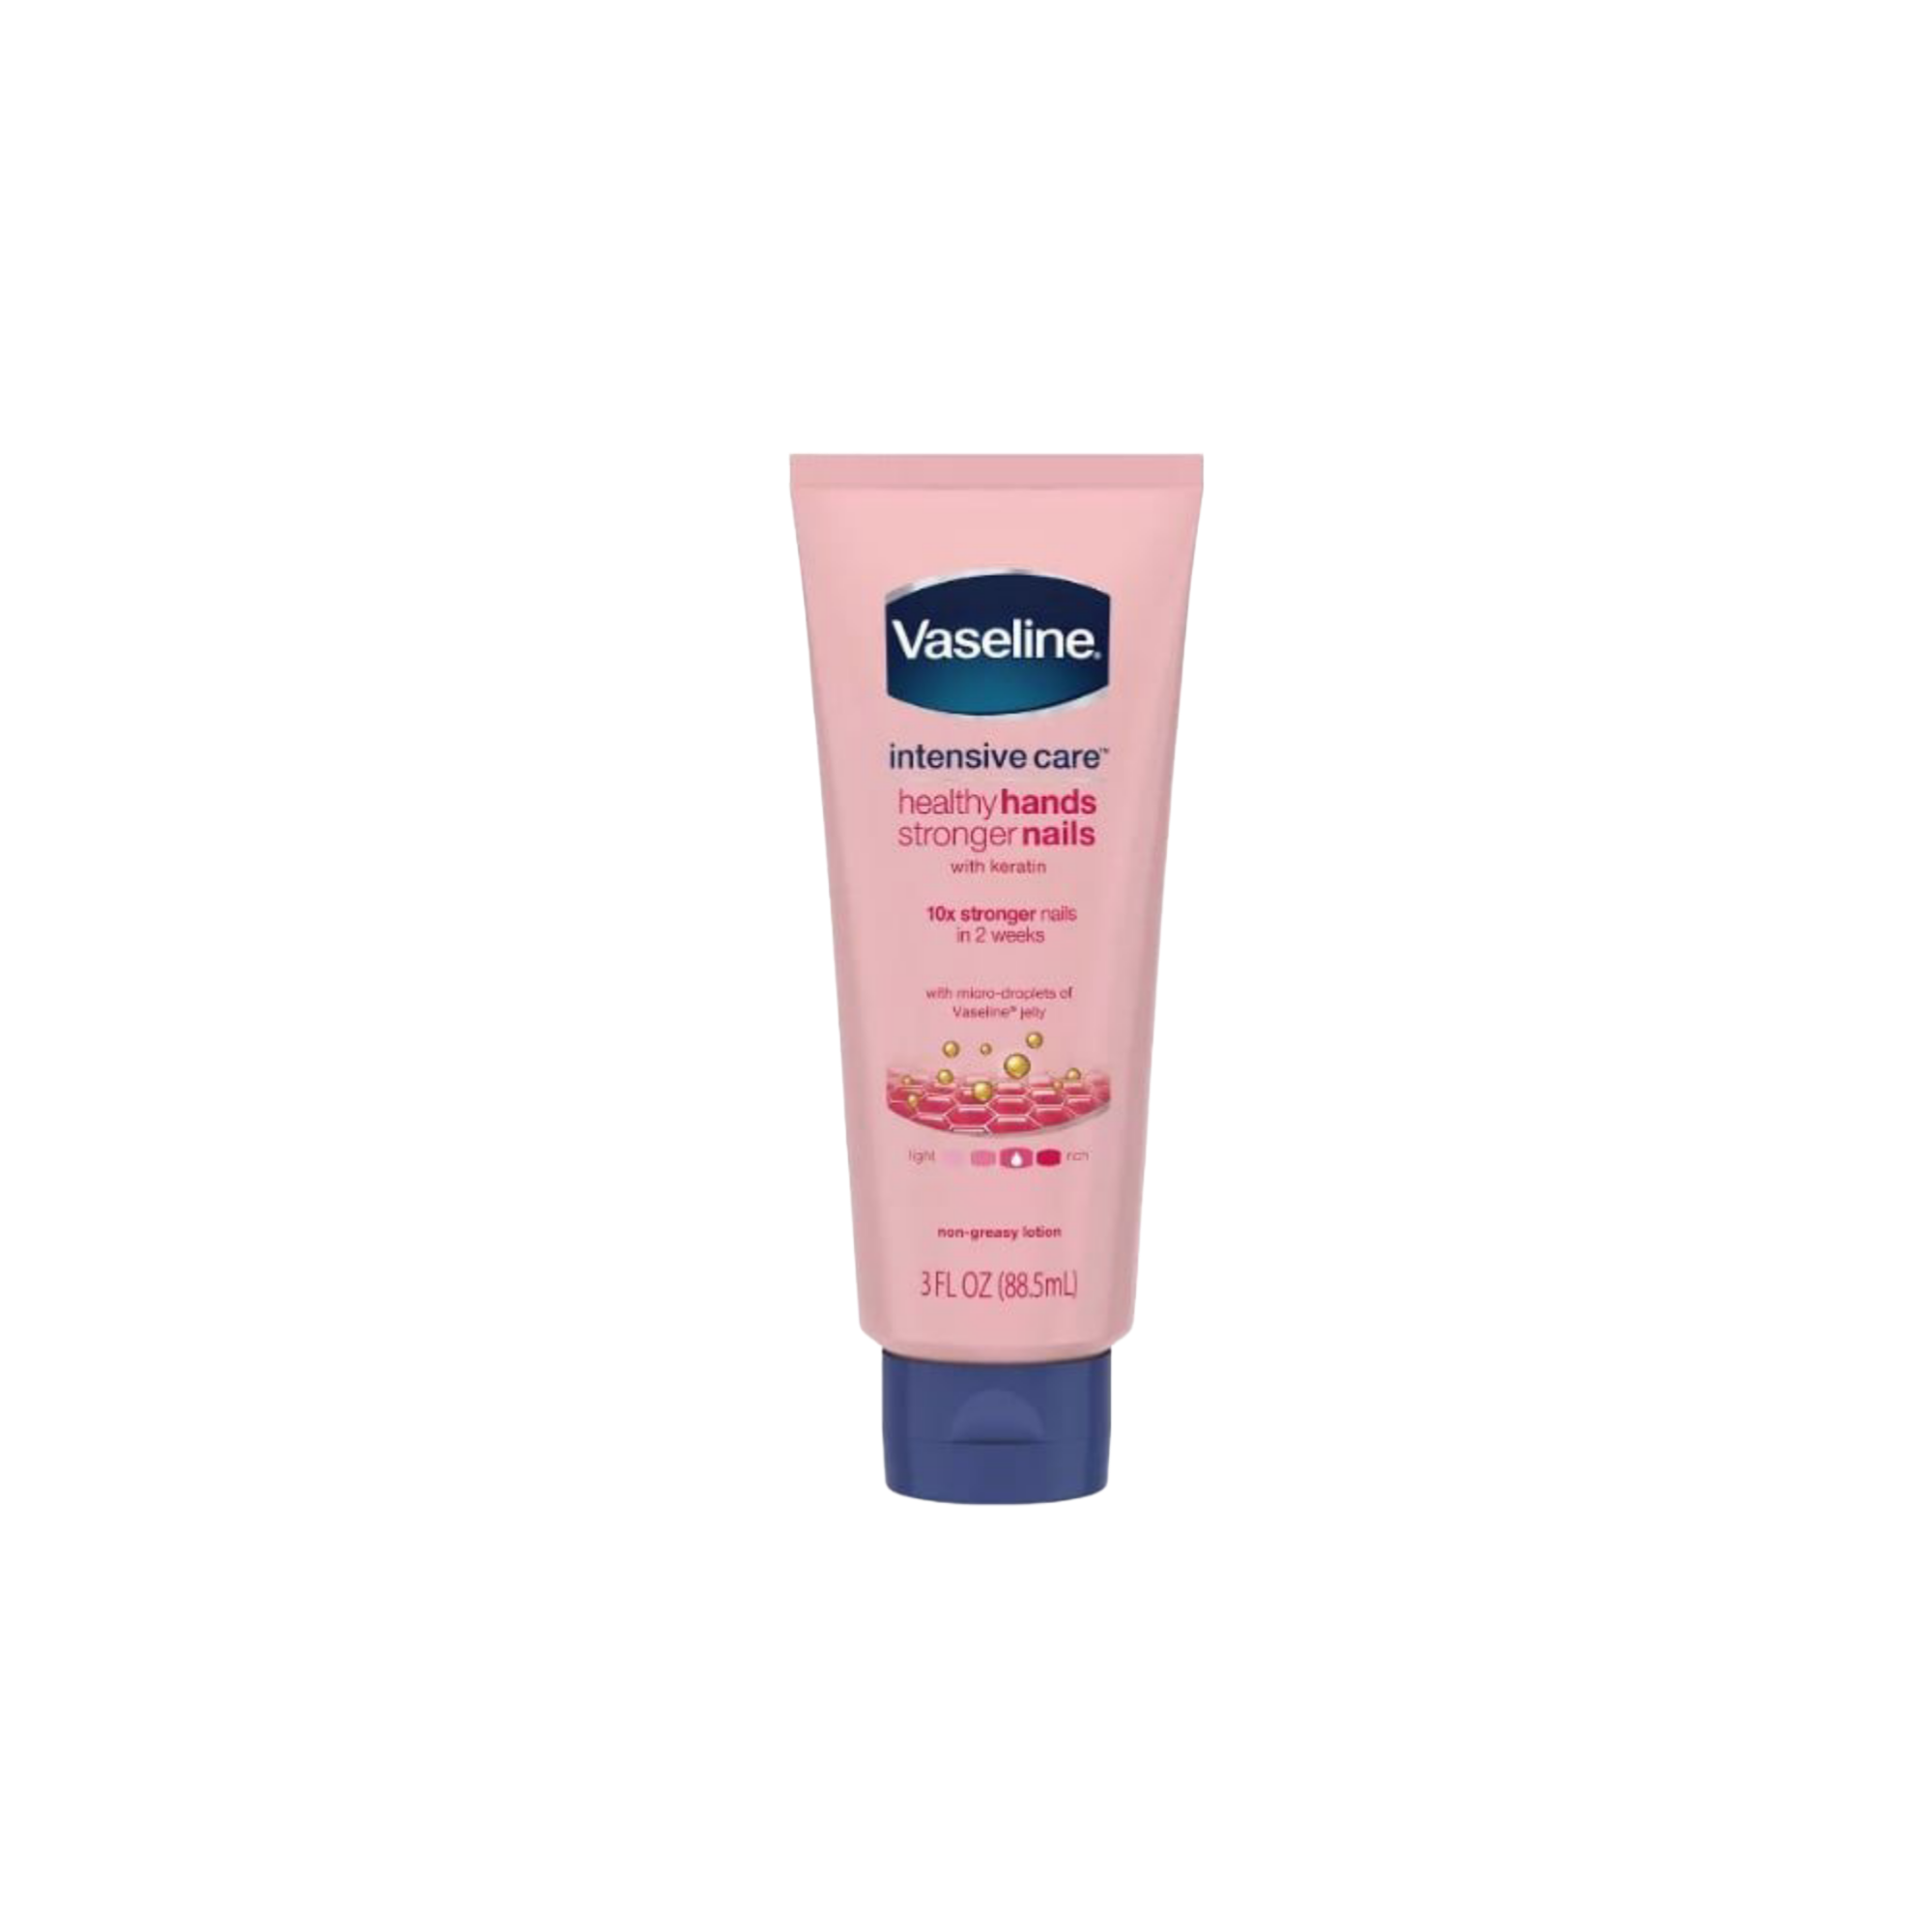 Vaseline®
intensive care™
healthy hands
stronger nails
with keratin
10x stronger nails
in 2 weeks
with micro-droplets of
Vaseline® jelly
light rich
non-greasy lotion
3 FL OZ (88.5mL)